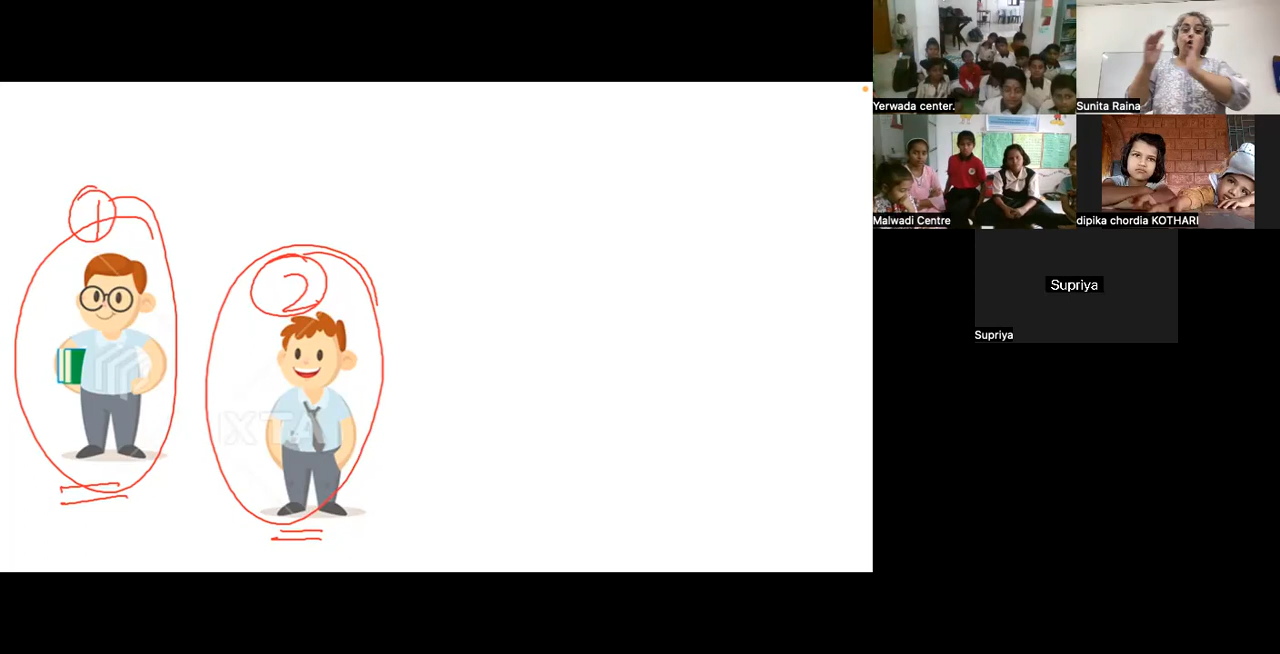 Yerwada center.
Sunita Raina
Malwadi Centre
dipika chordia KOTHARI
Supriya
Supriya
1
2